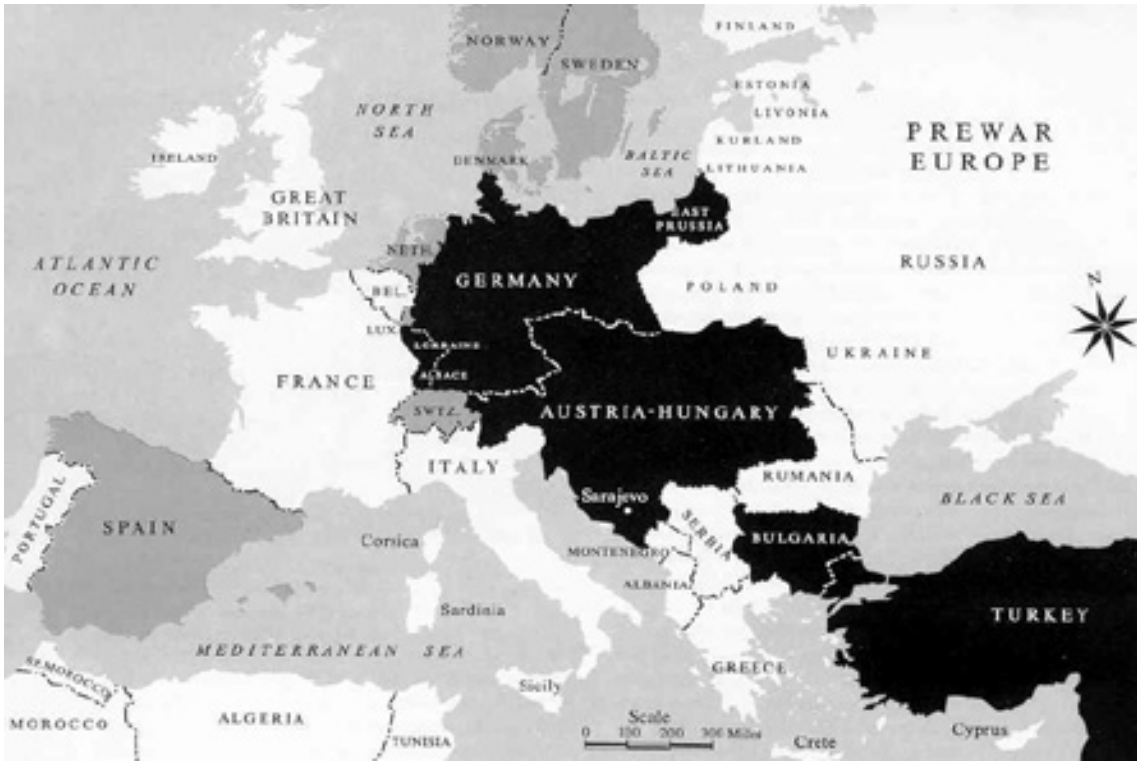 NORWAY
SWEDEN
FINLAND
ESTONIA
LIVONIA
KURLAND
LITHUANIA
PREWAR
EUROPE
NORTH
SEA
BALTIC
SEA
DENMARK
IRELAND
GREAT
BRITAIN
EAST
PRUSSIA
NETH.
ATLANTIC
OCEAN
GERMANY
POLAND
RUSSIA
N
BEL.
LUX.
LORRAINE
ALSACE
FRANCE
UKRAINE
SWTZ.
AUSTRIA-HUNGARY
ITALY
RUMANIA
PORTUGAL
SPAIN
Corsica
Sarajevo
SERBIA
BULGARIA
BLACK SEA
MONTENEGRO
ALBANIA
Sardinia
TURKEY
MEDITERRANEAN SEA
GREECE
Sicily
MOROCCO
ALGERIA
TUNISIA
Scale
0 100 200 300 Miles
Crete
Cyprus